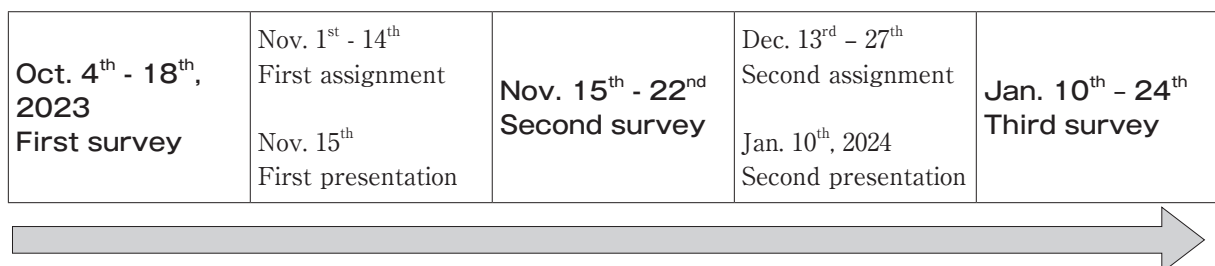 Oct. 4th - 18th,
2023
First survey
Nov. 1st - 14th
First assignment
Nov. 15th
First presentation
Nov. 15th - 22nd
Second survey
Dec. 13rd – 27th
Second assignment
Jan. 10th, 2024
Second presentation
Jan. 10th – 24th
Third survey